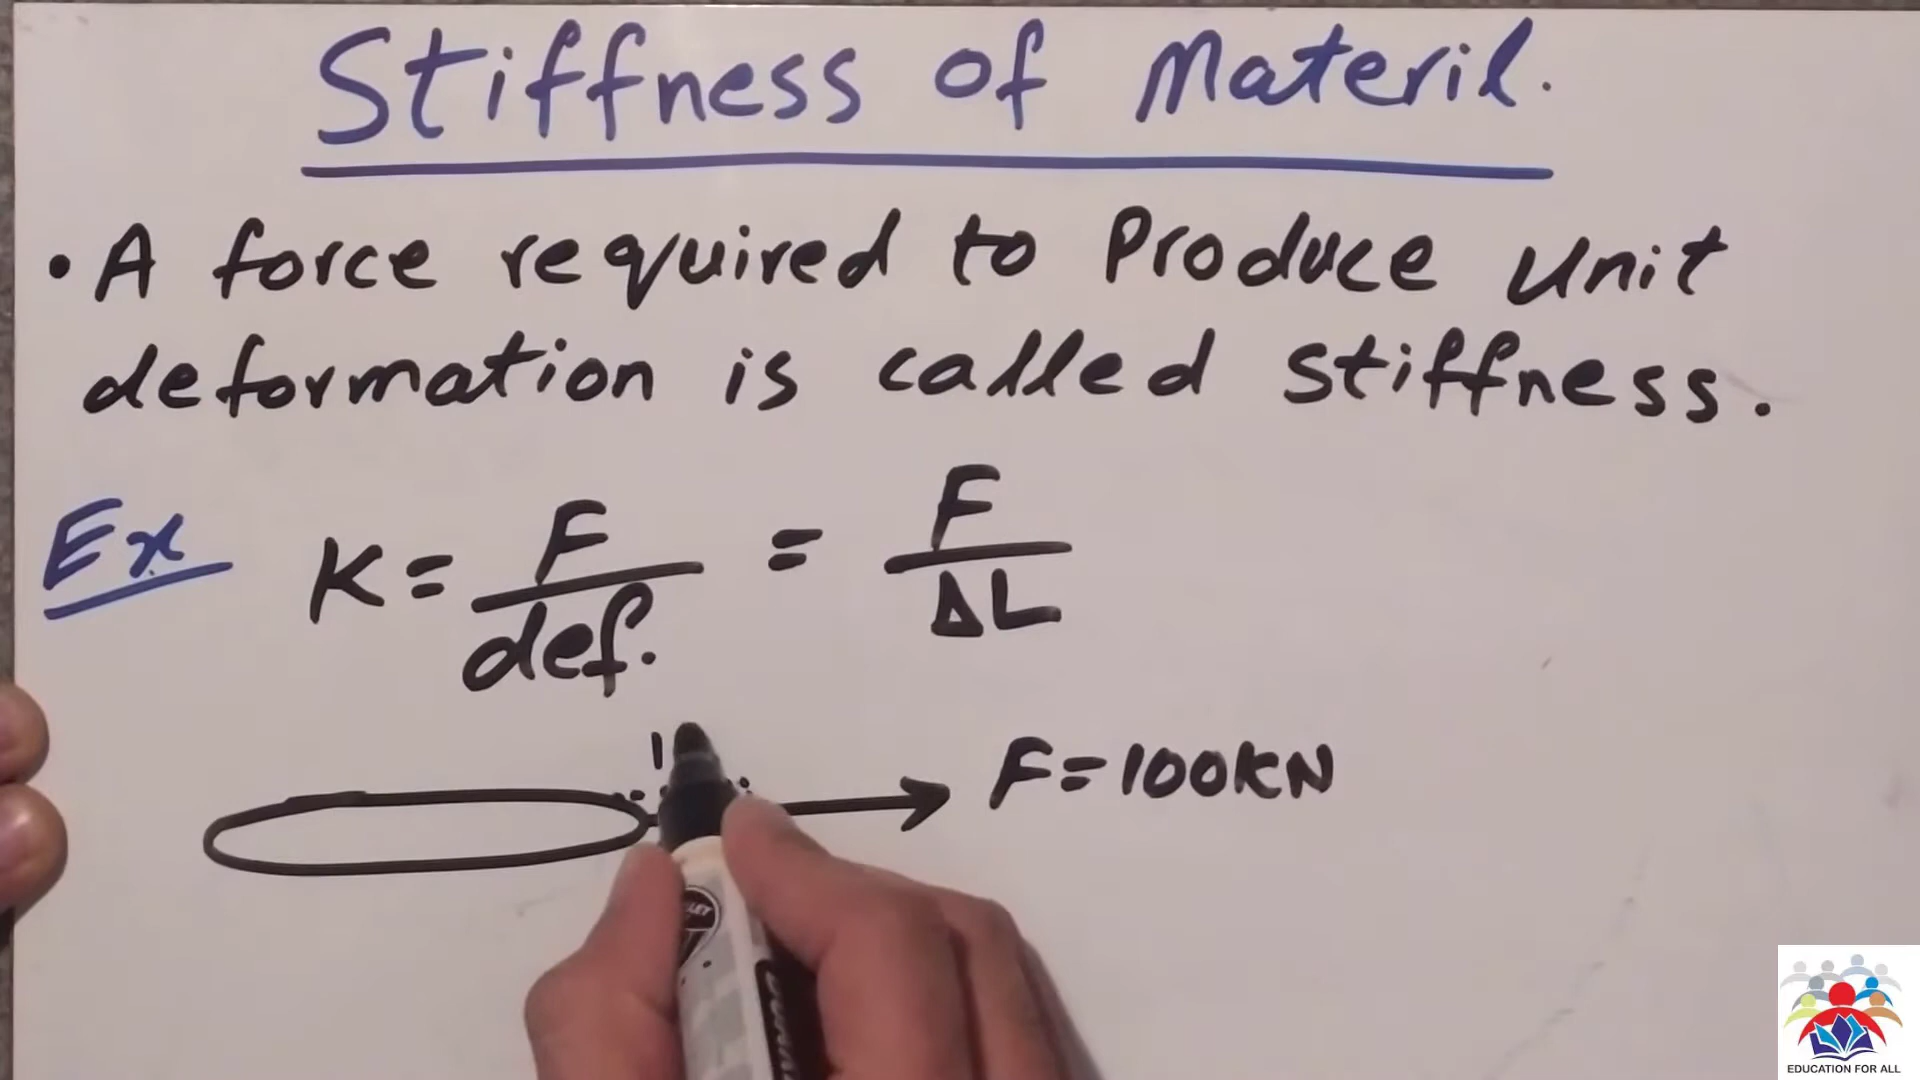 Stiffness of Materil.
• A force required to Produce unit
deformation is called stiffness.
Ex K = F/def. = F/ΔL
1
F=100KN
EDUCATION FOR ALL